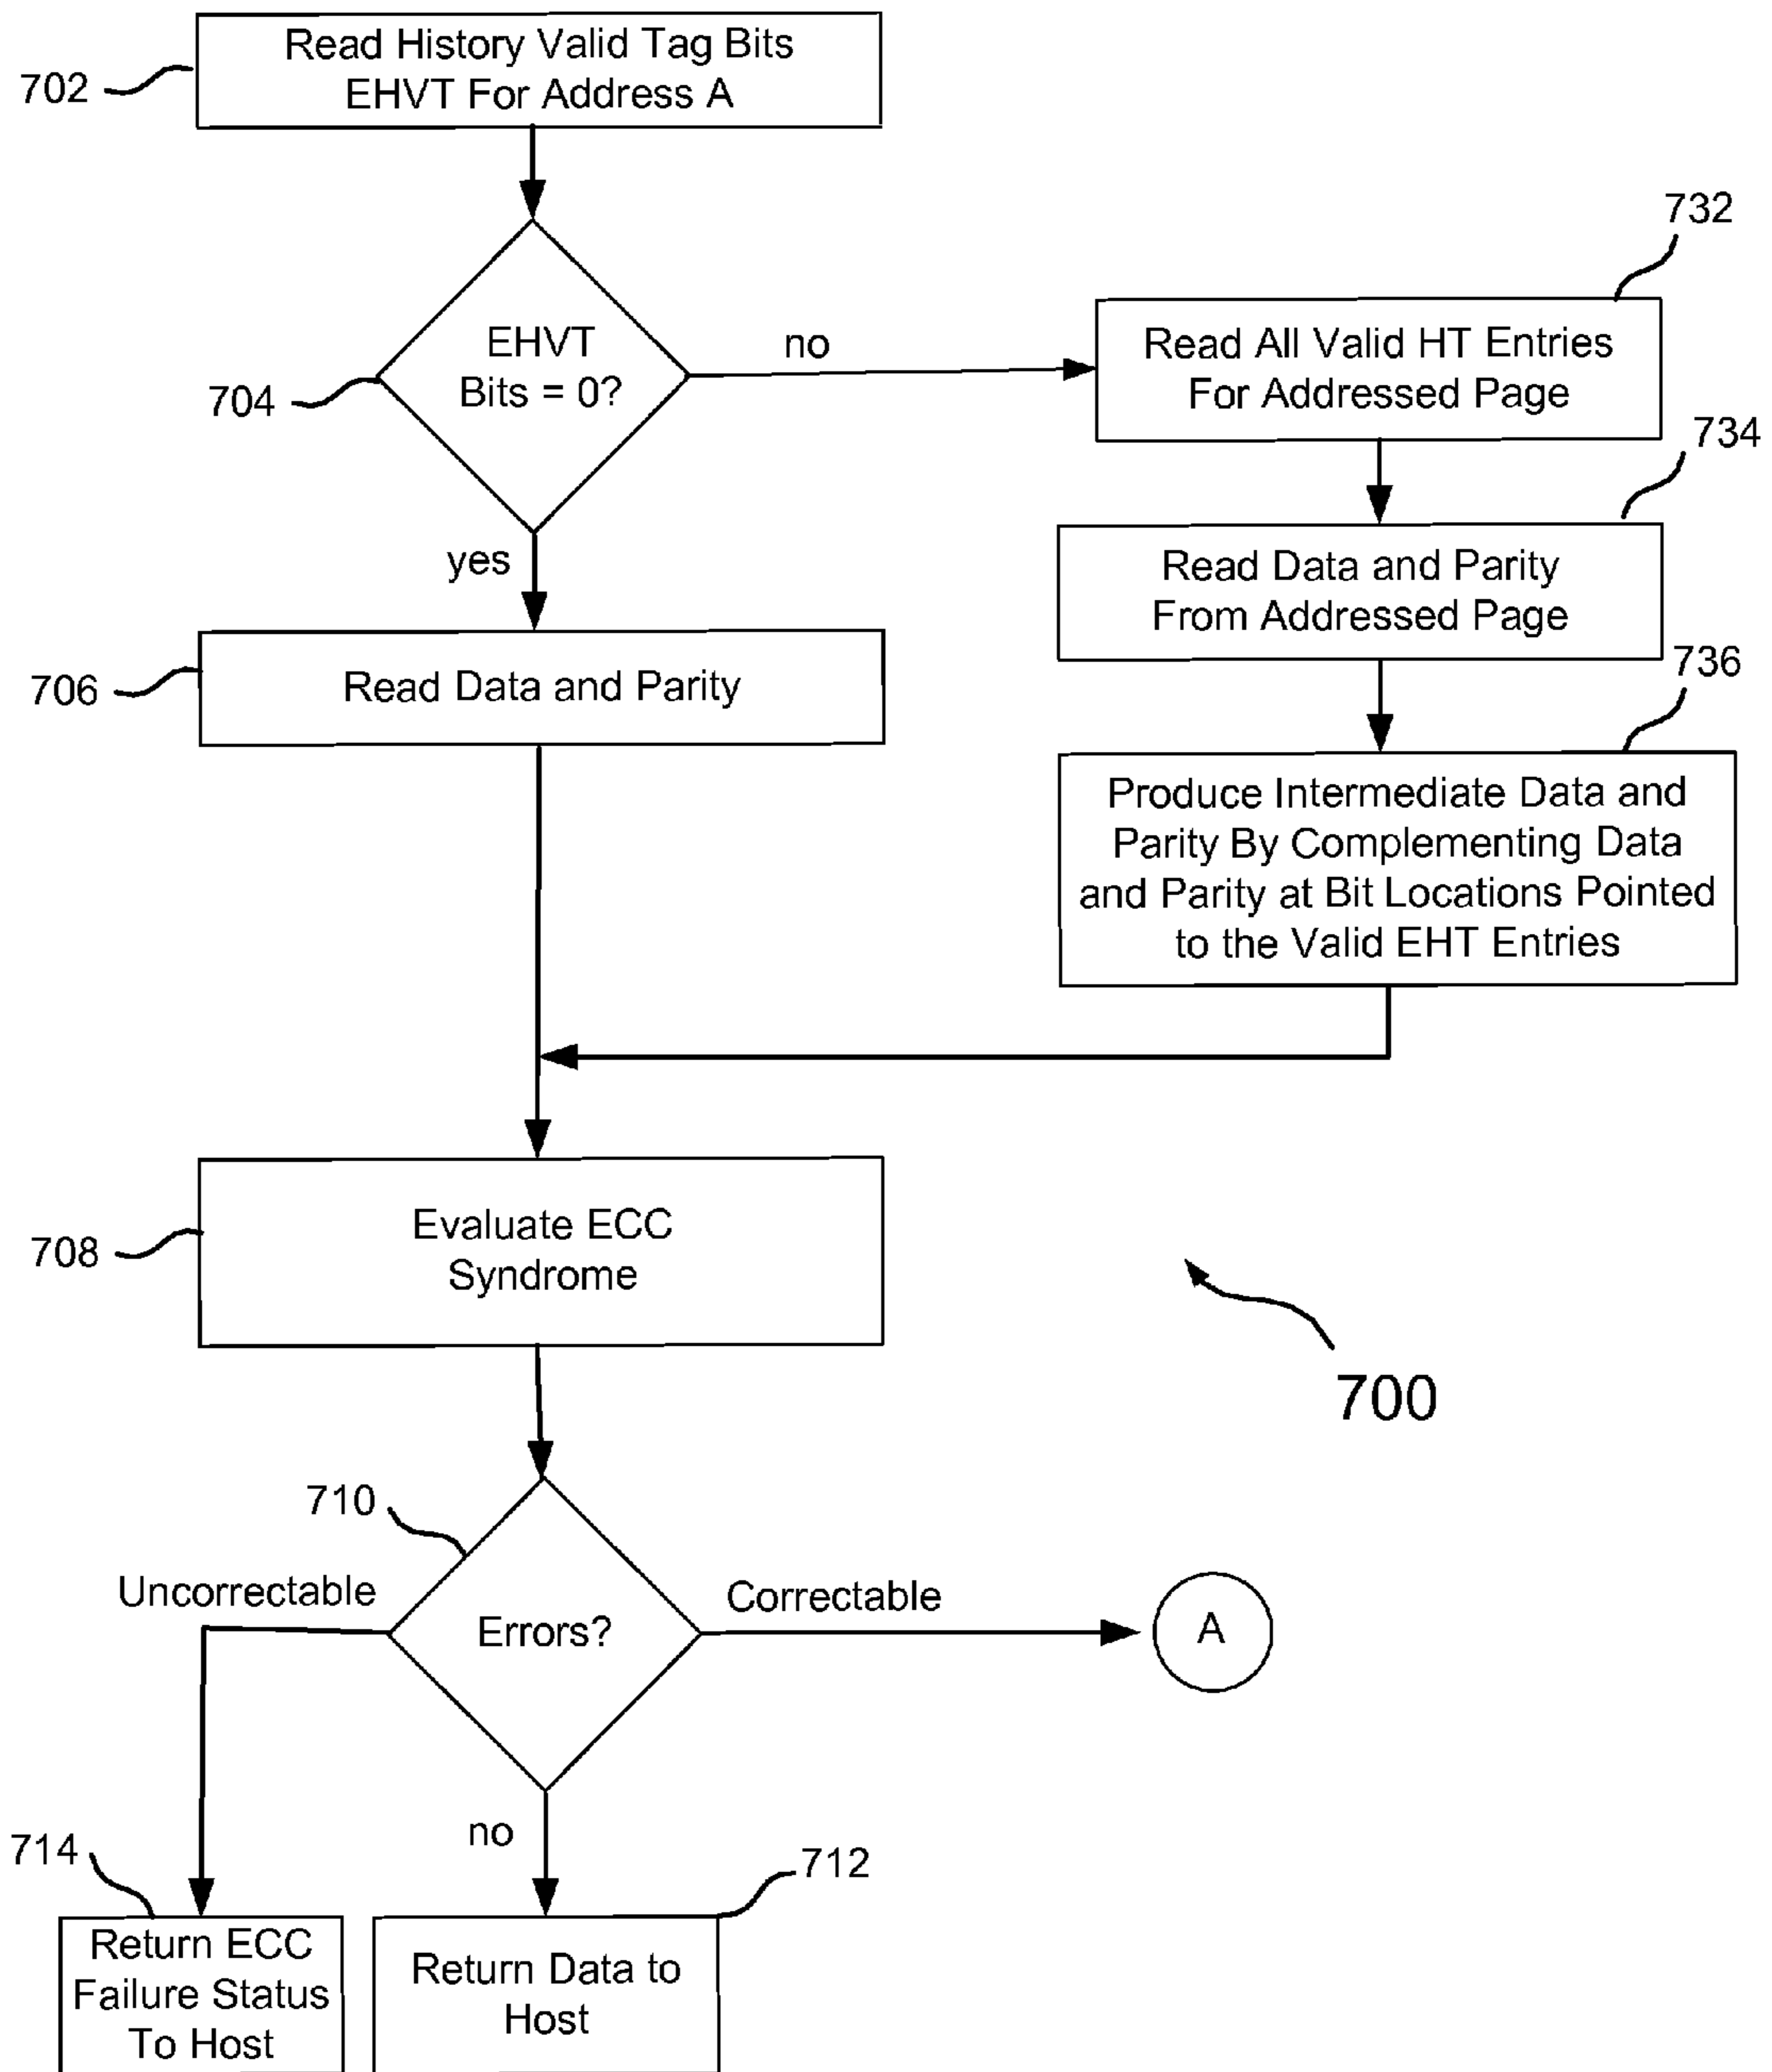 Read History Valid Tag Bits
EHVT For Address A
702
732
EHVT
Bits = 0?
no
704
Read All Valid HT Entries
For Addressed Page
734
yes
Read Data and Parity
From Addressed Page
706
Read Data and Parity
736
Produce Intermediate Data and
Parity By Complementing Data
and Parity at Bit Locations Pointed
to the Valid EHT Entries
708
Evaluate ECC
Syndrome
700
710
Uncorrectable
Errors?
Correctable
A
no
714
712
Return ECC
Failure Status
To Host
Return Data to
Host